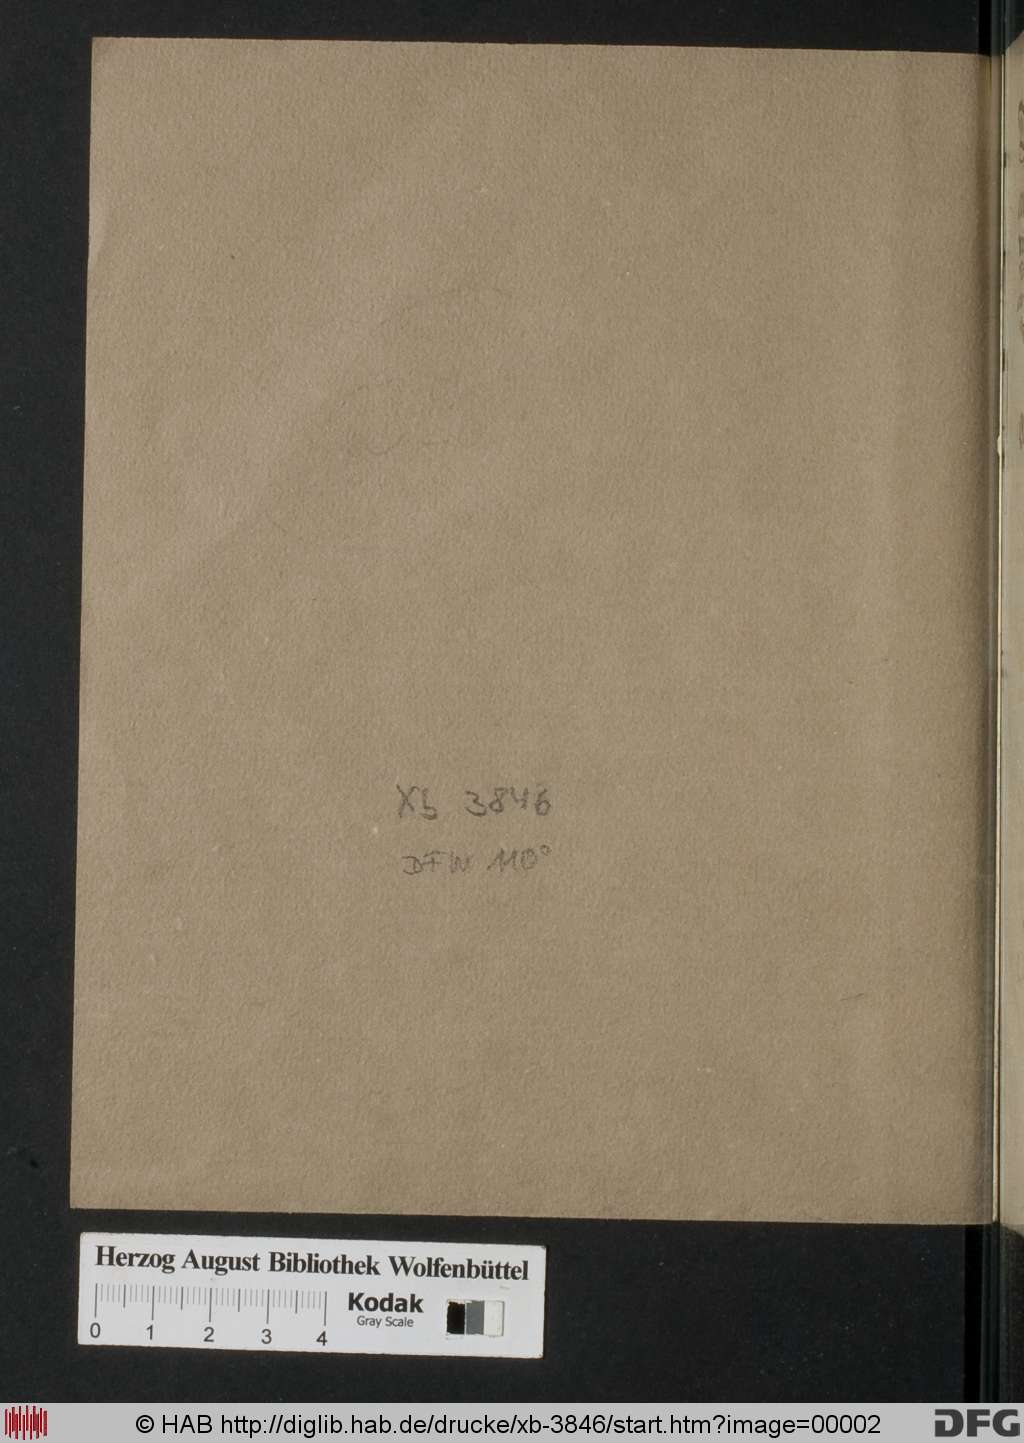 Xb 3846
DFW 110°
Herzog August Bibliothek Wolfenbüttel
0 1 2 3 4
Kodak
Gray Scale
© HAB http://diglib.hab.de/drucke/xb-3846/start.htm?image=00002
DFG